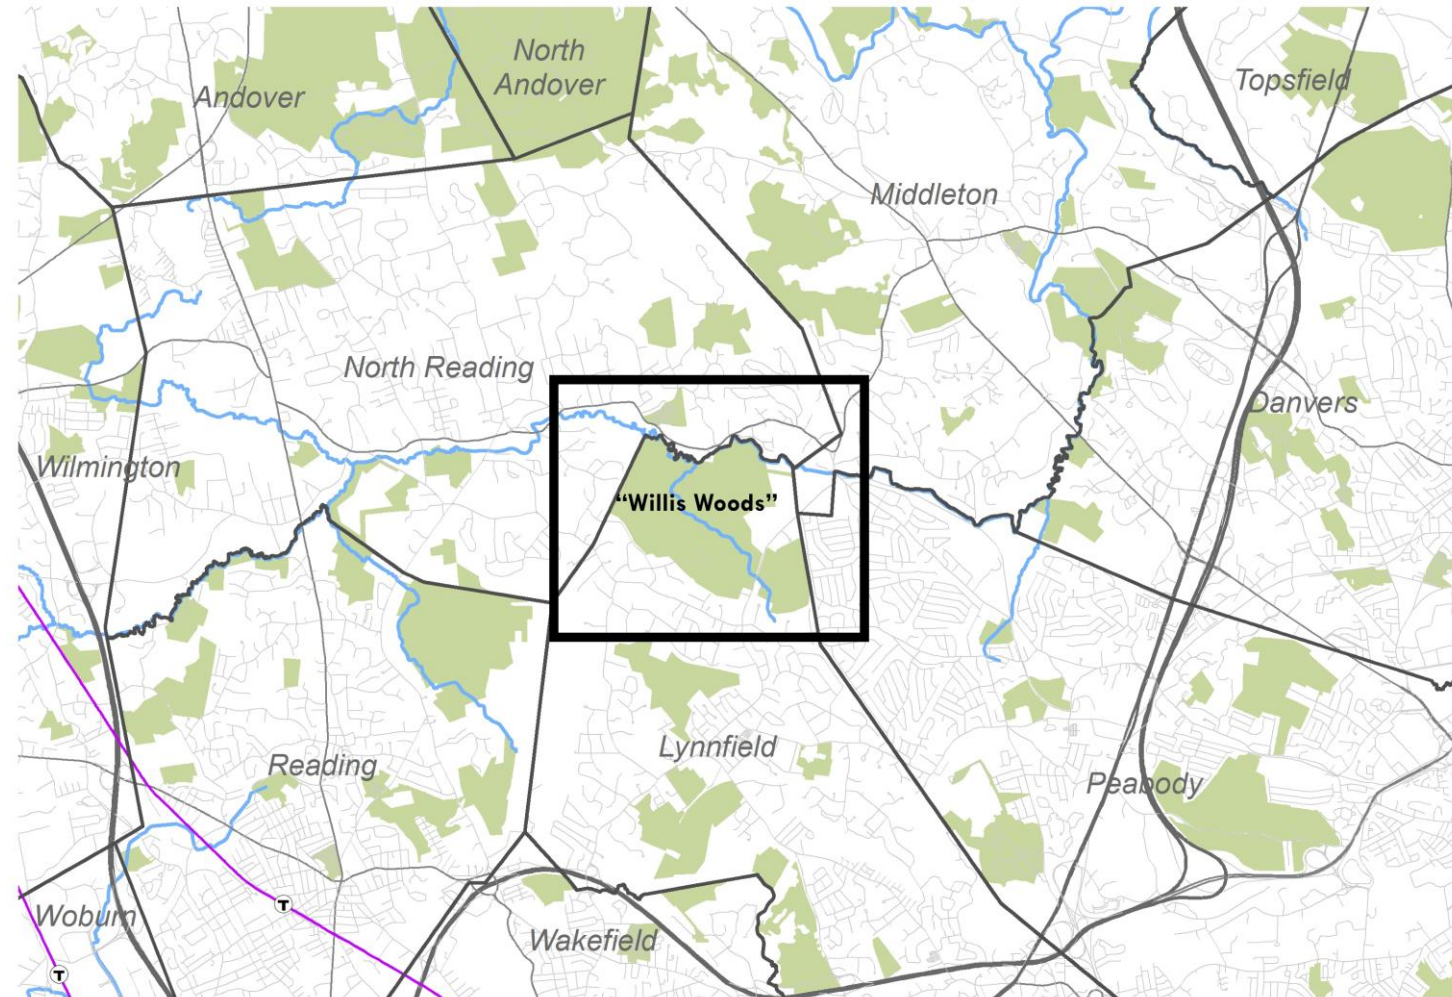 North
Andover
Andover
Topsfield
Middleton
North Reading
Danvers
Wilmington
“Willis Woods”
Lynnfield
Reading
Peabody
T
Woburn
Wakefield
T